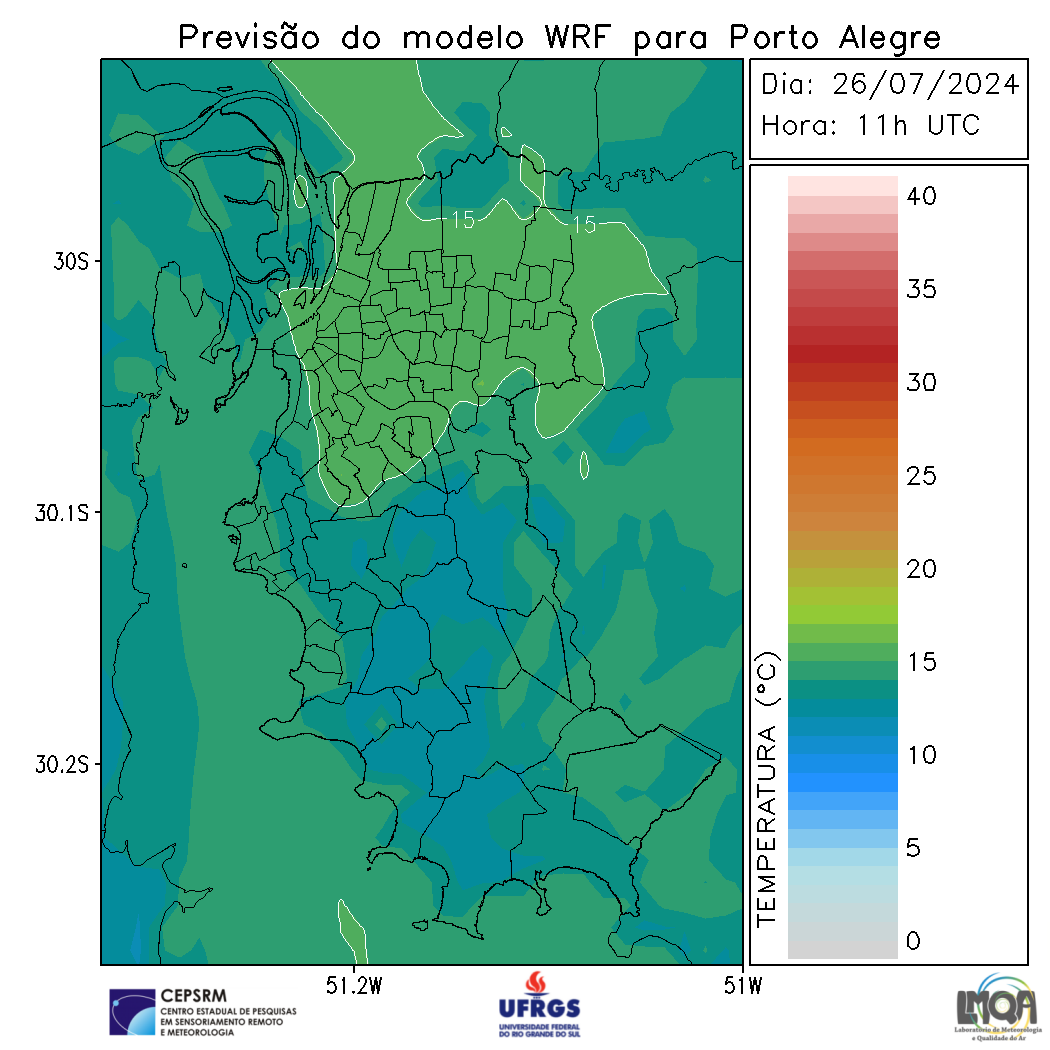 Previsão do modelo WRF para Porto Alegre
Dia: 26/07/2024
Hora: 11h UTC
40
35
30
25
20
15
10
5
0
TEMPERATURA (°C)
15
15
30S
30.1S
30.2S
51.2W
51W
CEPSRM
CENTRO ESTADUAL DE PESQUISAS
EM SENSORIAMENTO REMOTO
E METEOROLOGIA
UFRGS
UNIVERSIDADE FEDERAL
DO RIO GRANDE DO SUL
LMQA
Laboratório de Meteorologia
e Qualidade do Ar